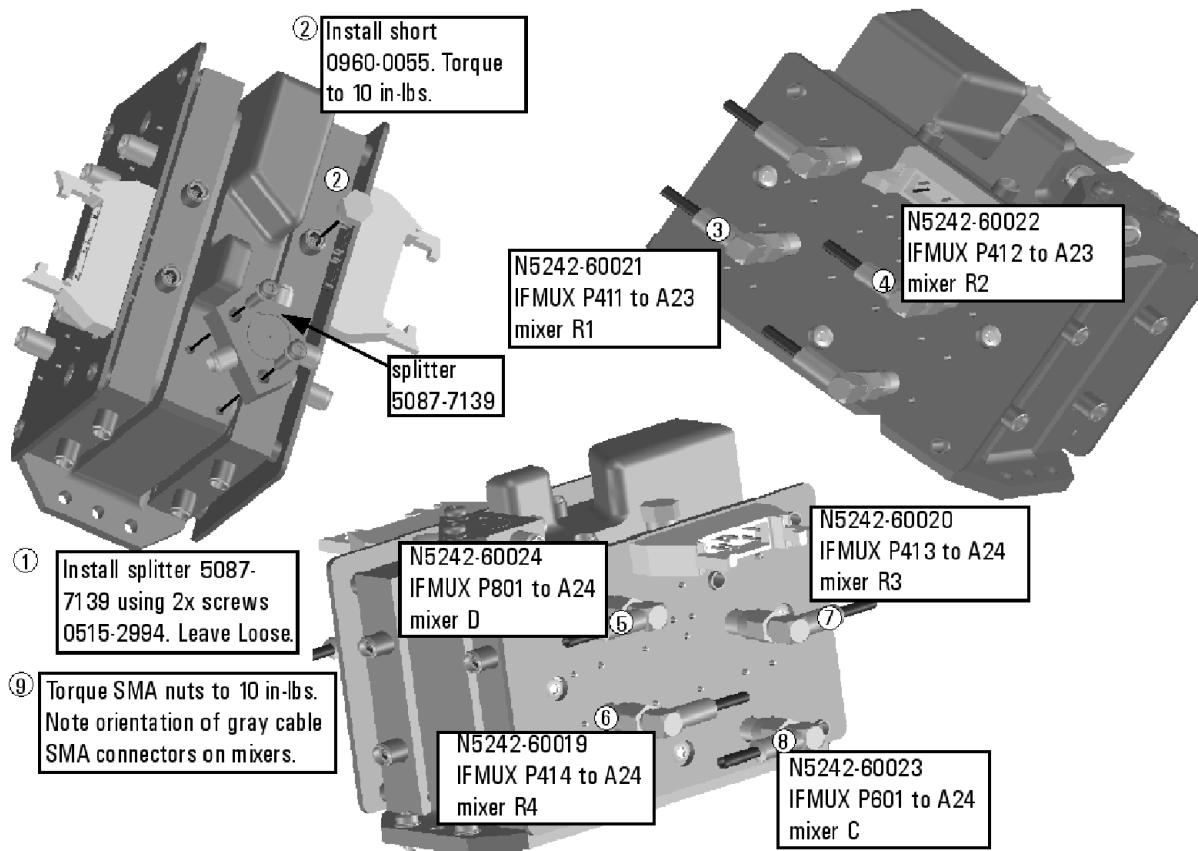 ② Install short
0960-0055. Torque
to 10 in-lbs.
②
③
④
N5242-60021
IFMUX P411 to A23
mixer R1
N5242-60022
IFMUX P412 to A23
mixer R2
splitter
5087-7139
① Install splitter 5087-
7139 using 2x screws
0515-2994. Leave Loose.
N5242-60024
IFMUX P801 to A24
mixer D
N5242-60020
IFMUX P413 to A24
mixer R3
⑤
⑦
⑨ Torque SMA nuts to 10 in-lbs.
Note orientation of gray cable
SMA connectors on mixers.
⑥
⑧
N5242-60019
IFMUX P414 to A24
mixer R4
N5242-60023
IFMUX P601 to A24
mixer C